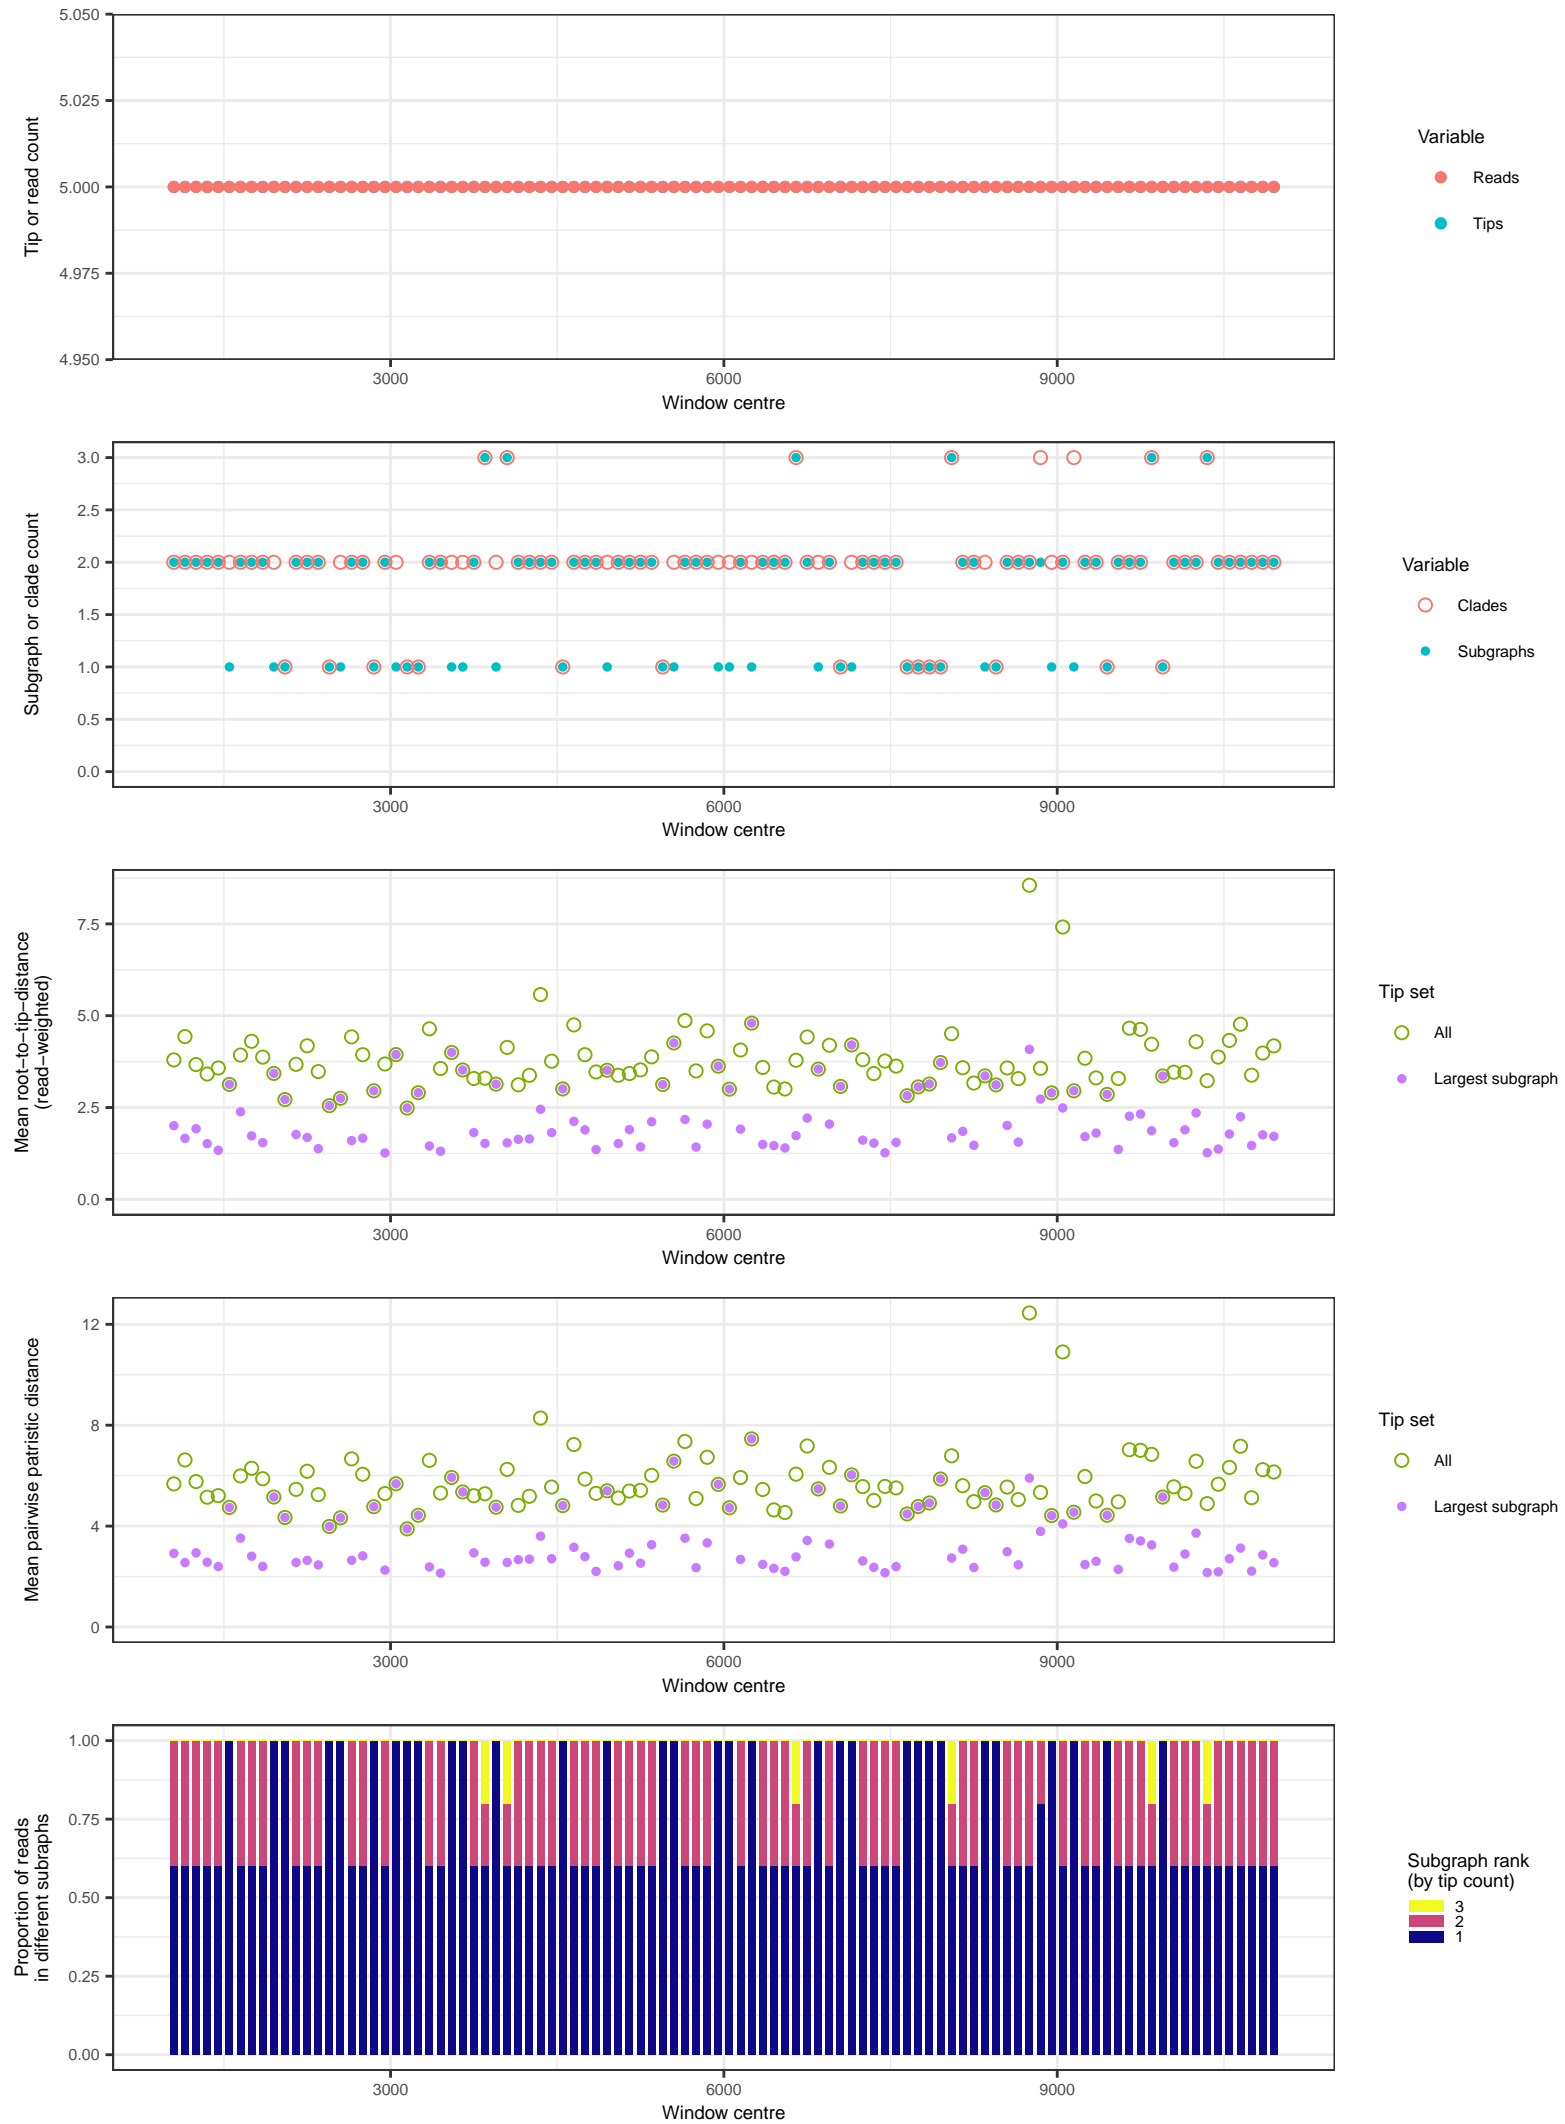 5.050
5.025
5.000
4.975
4.950
Tip or read count
3000 6000 9000
Window centre
Variable
Reads
Tips
3.0
2.5
2.0
1.5
1.0
0.5
0.0
Subgraph or clade count
3000 6000 9000
Window centre
Variable
Clades
Subgraphs
7.5
5.0
2.5
0.0
Mean root−to−tip−distance
(read−weighted)
3000 6000 9000
Window centre
Tip set
All
Largest subgraph
12
8
4
0
Mean pairwise patristic distance
3000 6000 9000
Window centre
Tip set
All
Largest subgraph
1.00
0.75
0.50
0.25
0.00
Proportion of reads
in different subraphs
3000 6000 9000
Window centre
Subgraph rank
(by tip count)
3
2
1